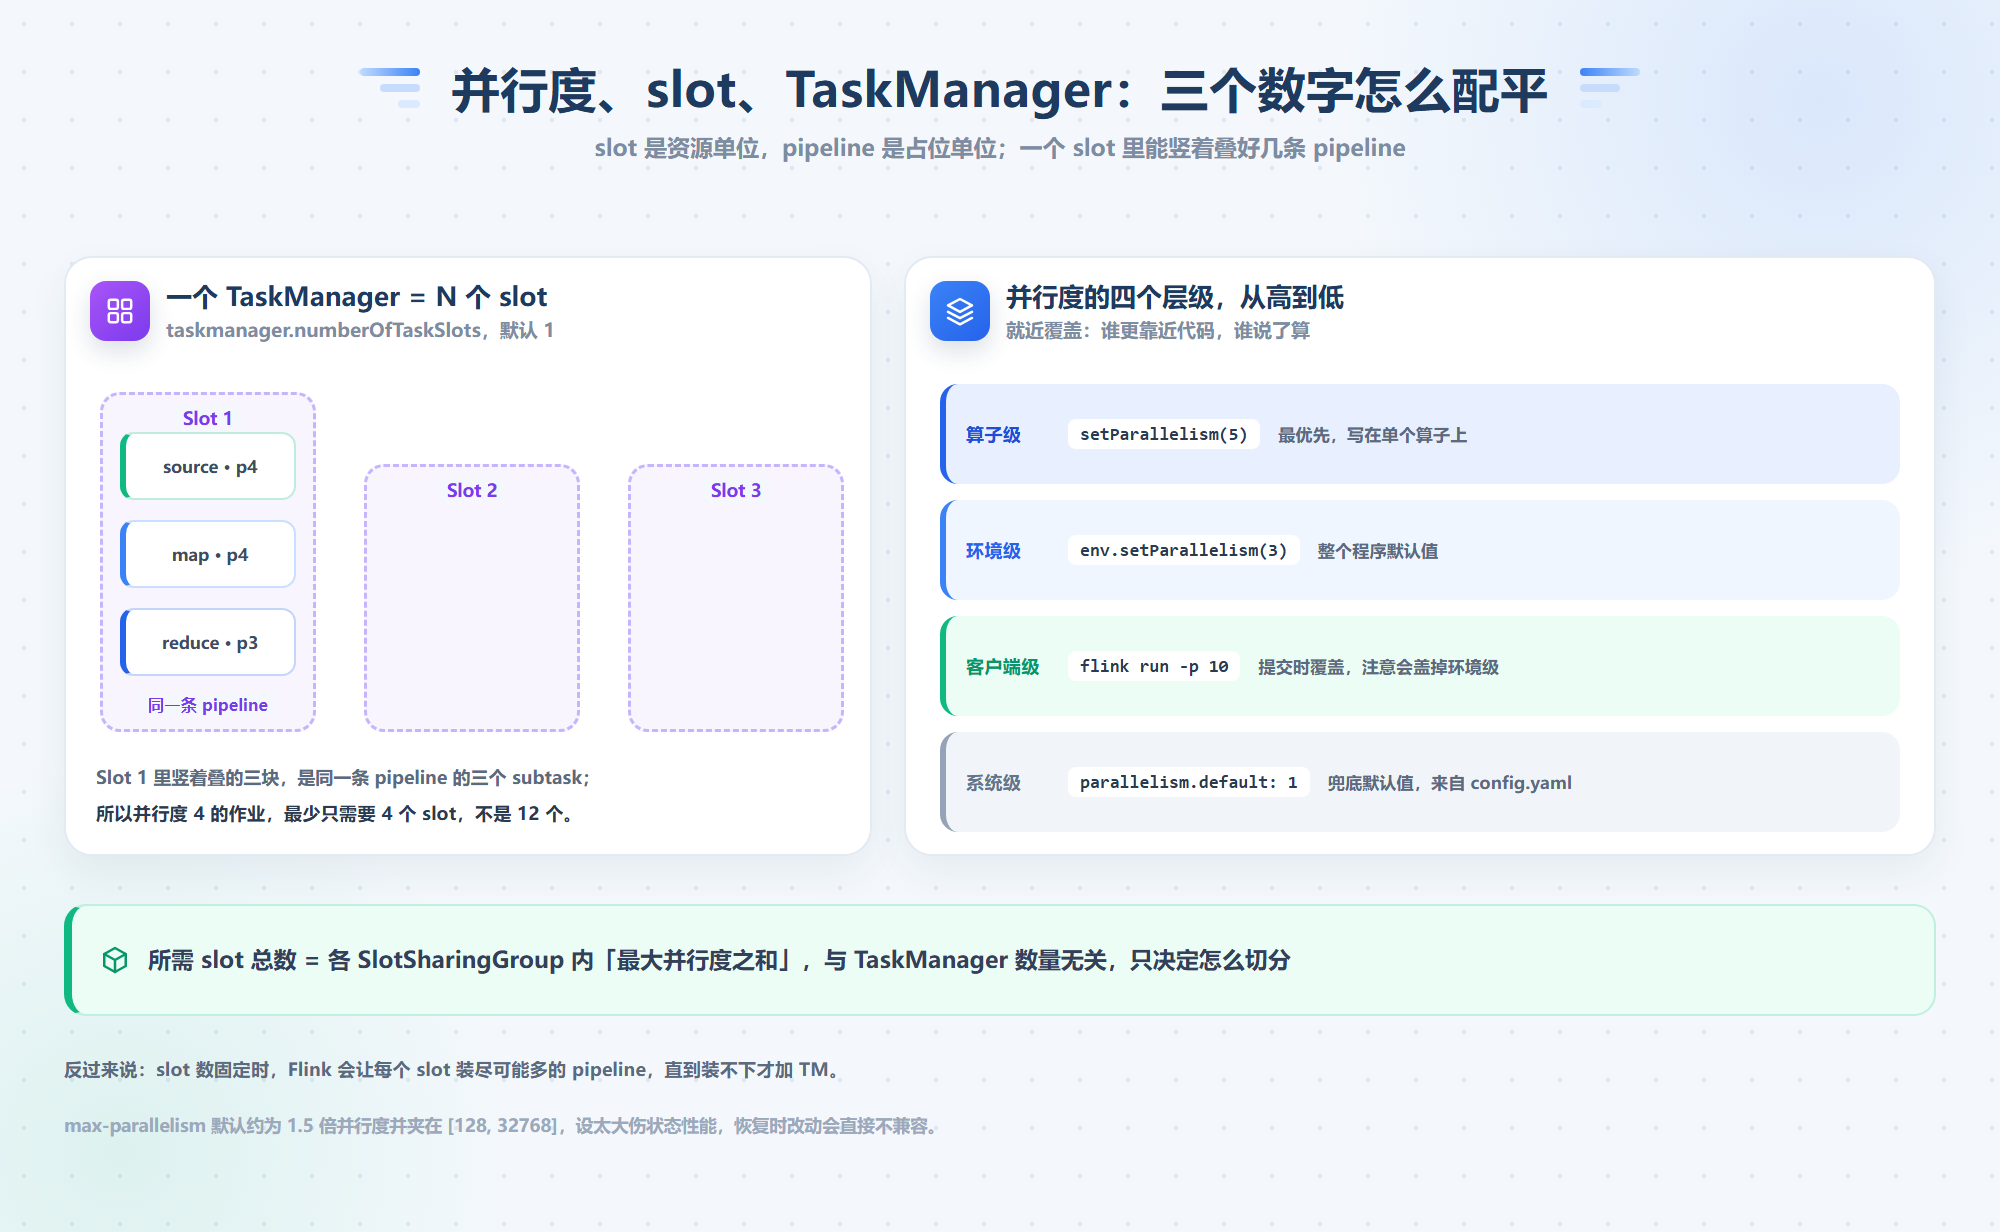 并行度、slot、TaskManager：三个数字怎么配平
slot 是资源单位，pipeline 是占位单位；一个 slot 里能竖着叠好几条 pipeline
一个 TaskManager = N 个 slot
taskmanager.numberOfTaskSlots，默认 1
Slot 1
source • p4
map • p4
reduce • p3
同一条 pipeline
Slot 2
Slot 3
Slot 1 里竖着叠的三块，是同一条 pipeline 的三个 subtask；
所以并行度 4 的作业，最少只需要 4 个 slot，不是 12 个。
并行度的四个层级，从高到低
就近覆盖：谁更靠近代码，谁说了算
算子级 setParallelism(5) 最优先，写在单个算子上
环境级 env.setParallelism(3) 整个程序默认值
客户端级 flink run -p 10 提交时覆盖，注意会盖掉环境级
系统级 parallelism.default: 1 兜底默认值，来自 config.yaml
所需 slot 总数 = 各 SlotSharingGroup 内「最大并行度之和」，与 TaskManager 数量无关，只决定怎么切分
反过来说：slot 数固定时，Flink 会让每个 slot 装尽可能多的 pipeline，直到装不下才加 TM。
max-parallelism 默认约为 1.5 倍并行度并夹在 [128, 32768]，设太大伤状态性能，恢复时改动会直接不兼容。